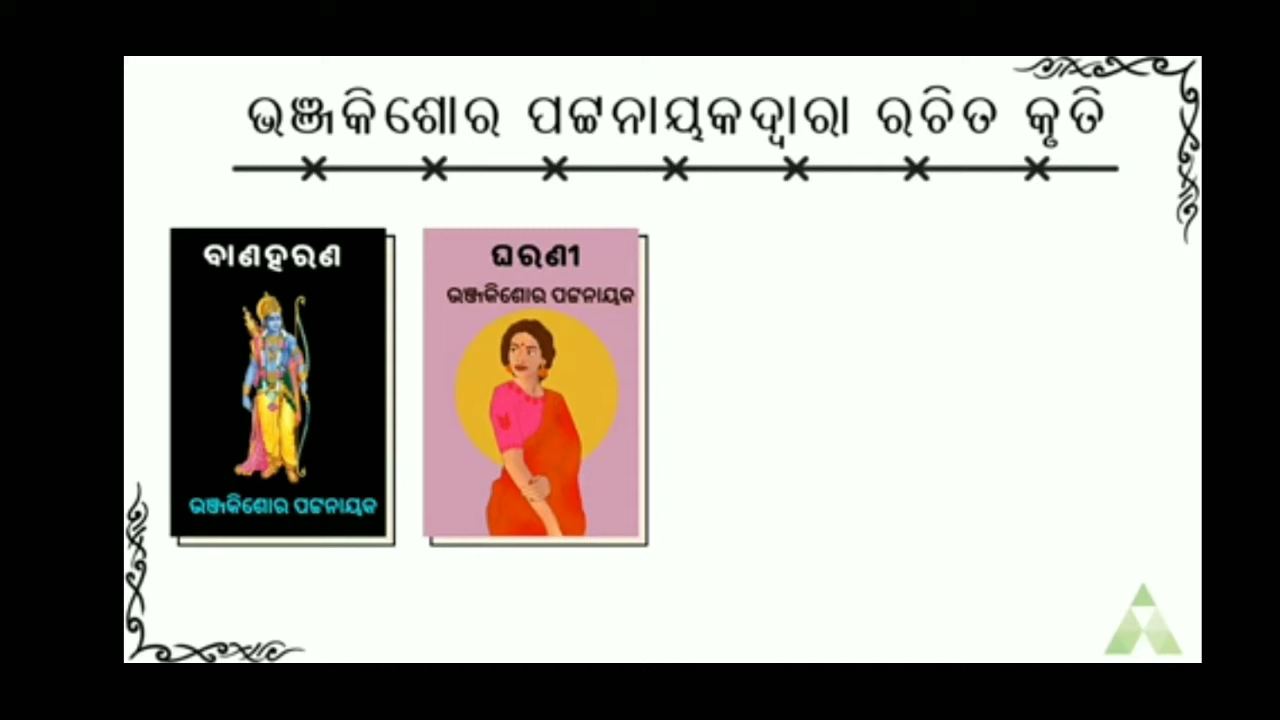 ଭଞ୍ଜକିଶୋର ପଟ୍ଟନାୟକଦ୍ୱାରା ରଚିତ କୃତି
ବାଣହରଣ
ଭଞ୍ଜକିଶୋର ପଟ୍ଟନାୟକ
ଘରଣୀ
ଭଞ୍ଜକିଶୋର ପଟ୍ଟନାୟକ